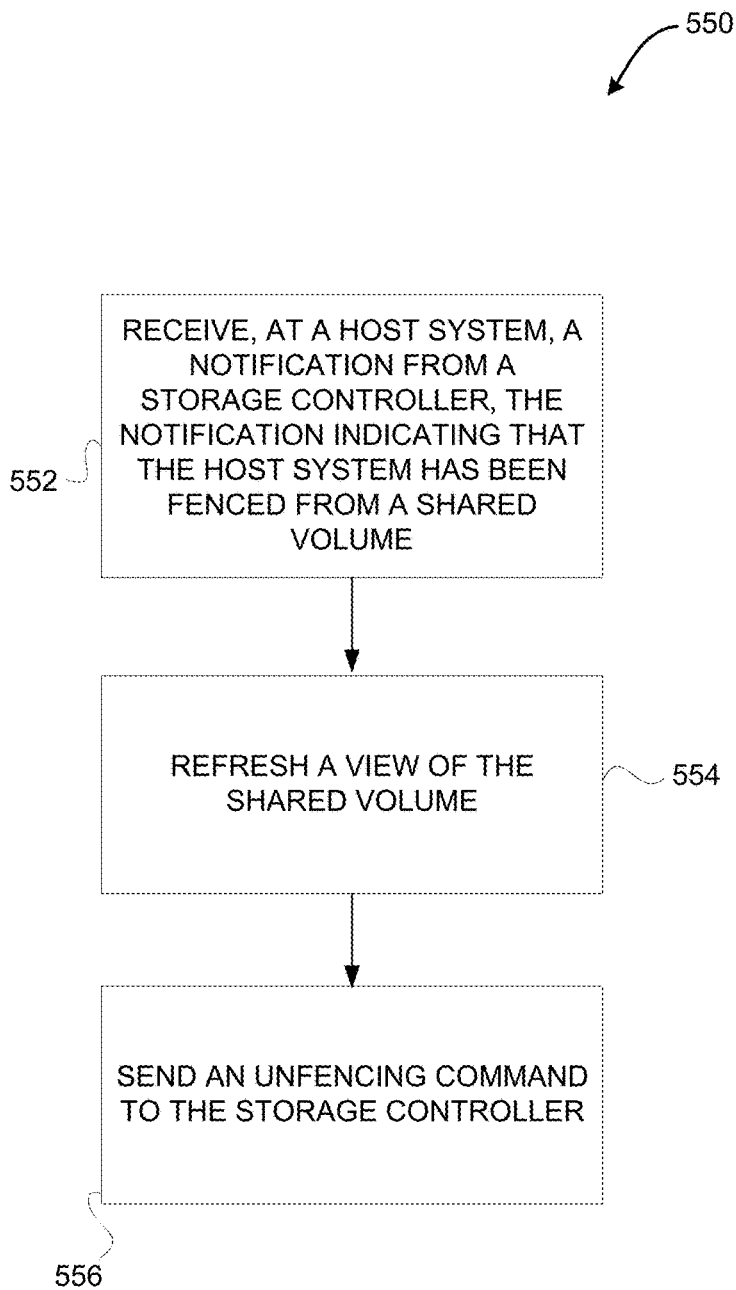 550
RECEIVE, AT A HOST SYSTEM, A
NOTIFICATION FROM A
STORAGE CONTROLLER, THE
NOTIFICATION INDICATING THAT
THE HOST SYSTEM HAS BEEN
FENCED FROM A SHARED
VOLUME
552
REFRESH A VIEW OF THE
SHARED VOLUME
554
SEND AN UNFENCING COMMAND
TO THE STORAGE CONTROLLER
556